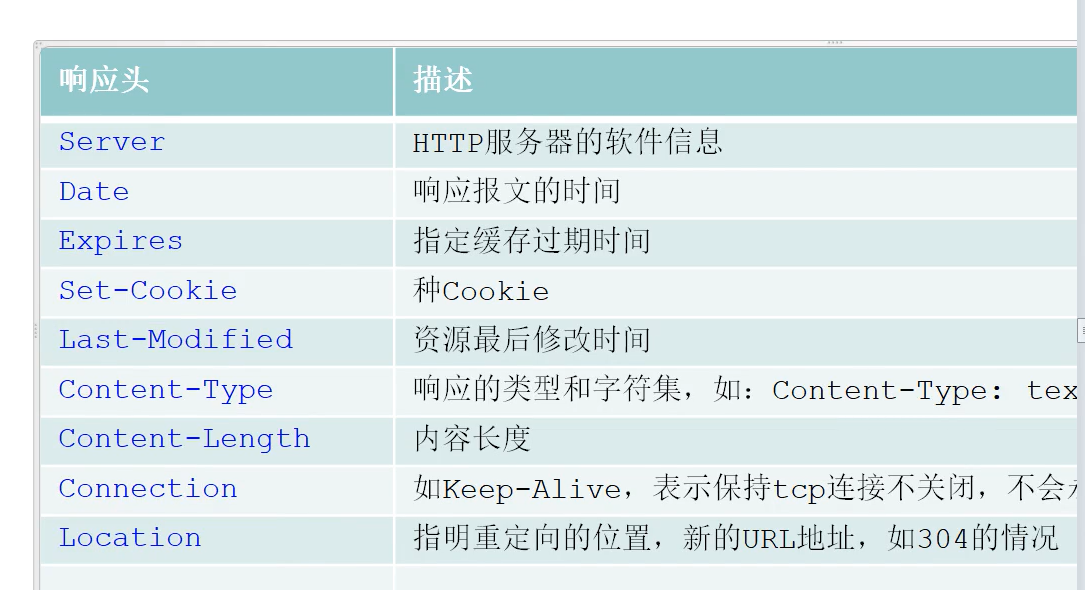 响应头 描述
Server HTTP服务器的软件信息
Date 响应报文的时间
Expires 指定缓存过期时间
Set-Cookie 种Cookie
Last-Modified 资源最后修改时间
Content-Type 响应的类型和字符集，如：Content-Type: tex
Content-Length 内容长度
Connection 如Keep-Alive，表示保持tcp连接不关闭，不会
Location 指明重定向的位置，新的URL地址，如304的情况